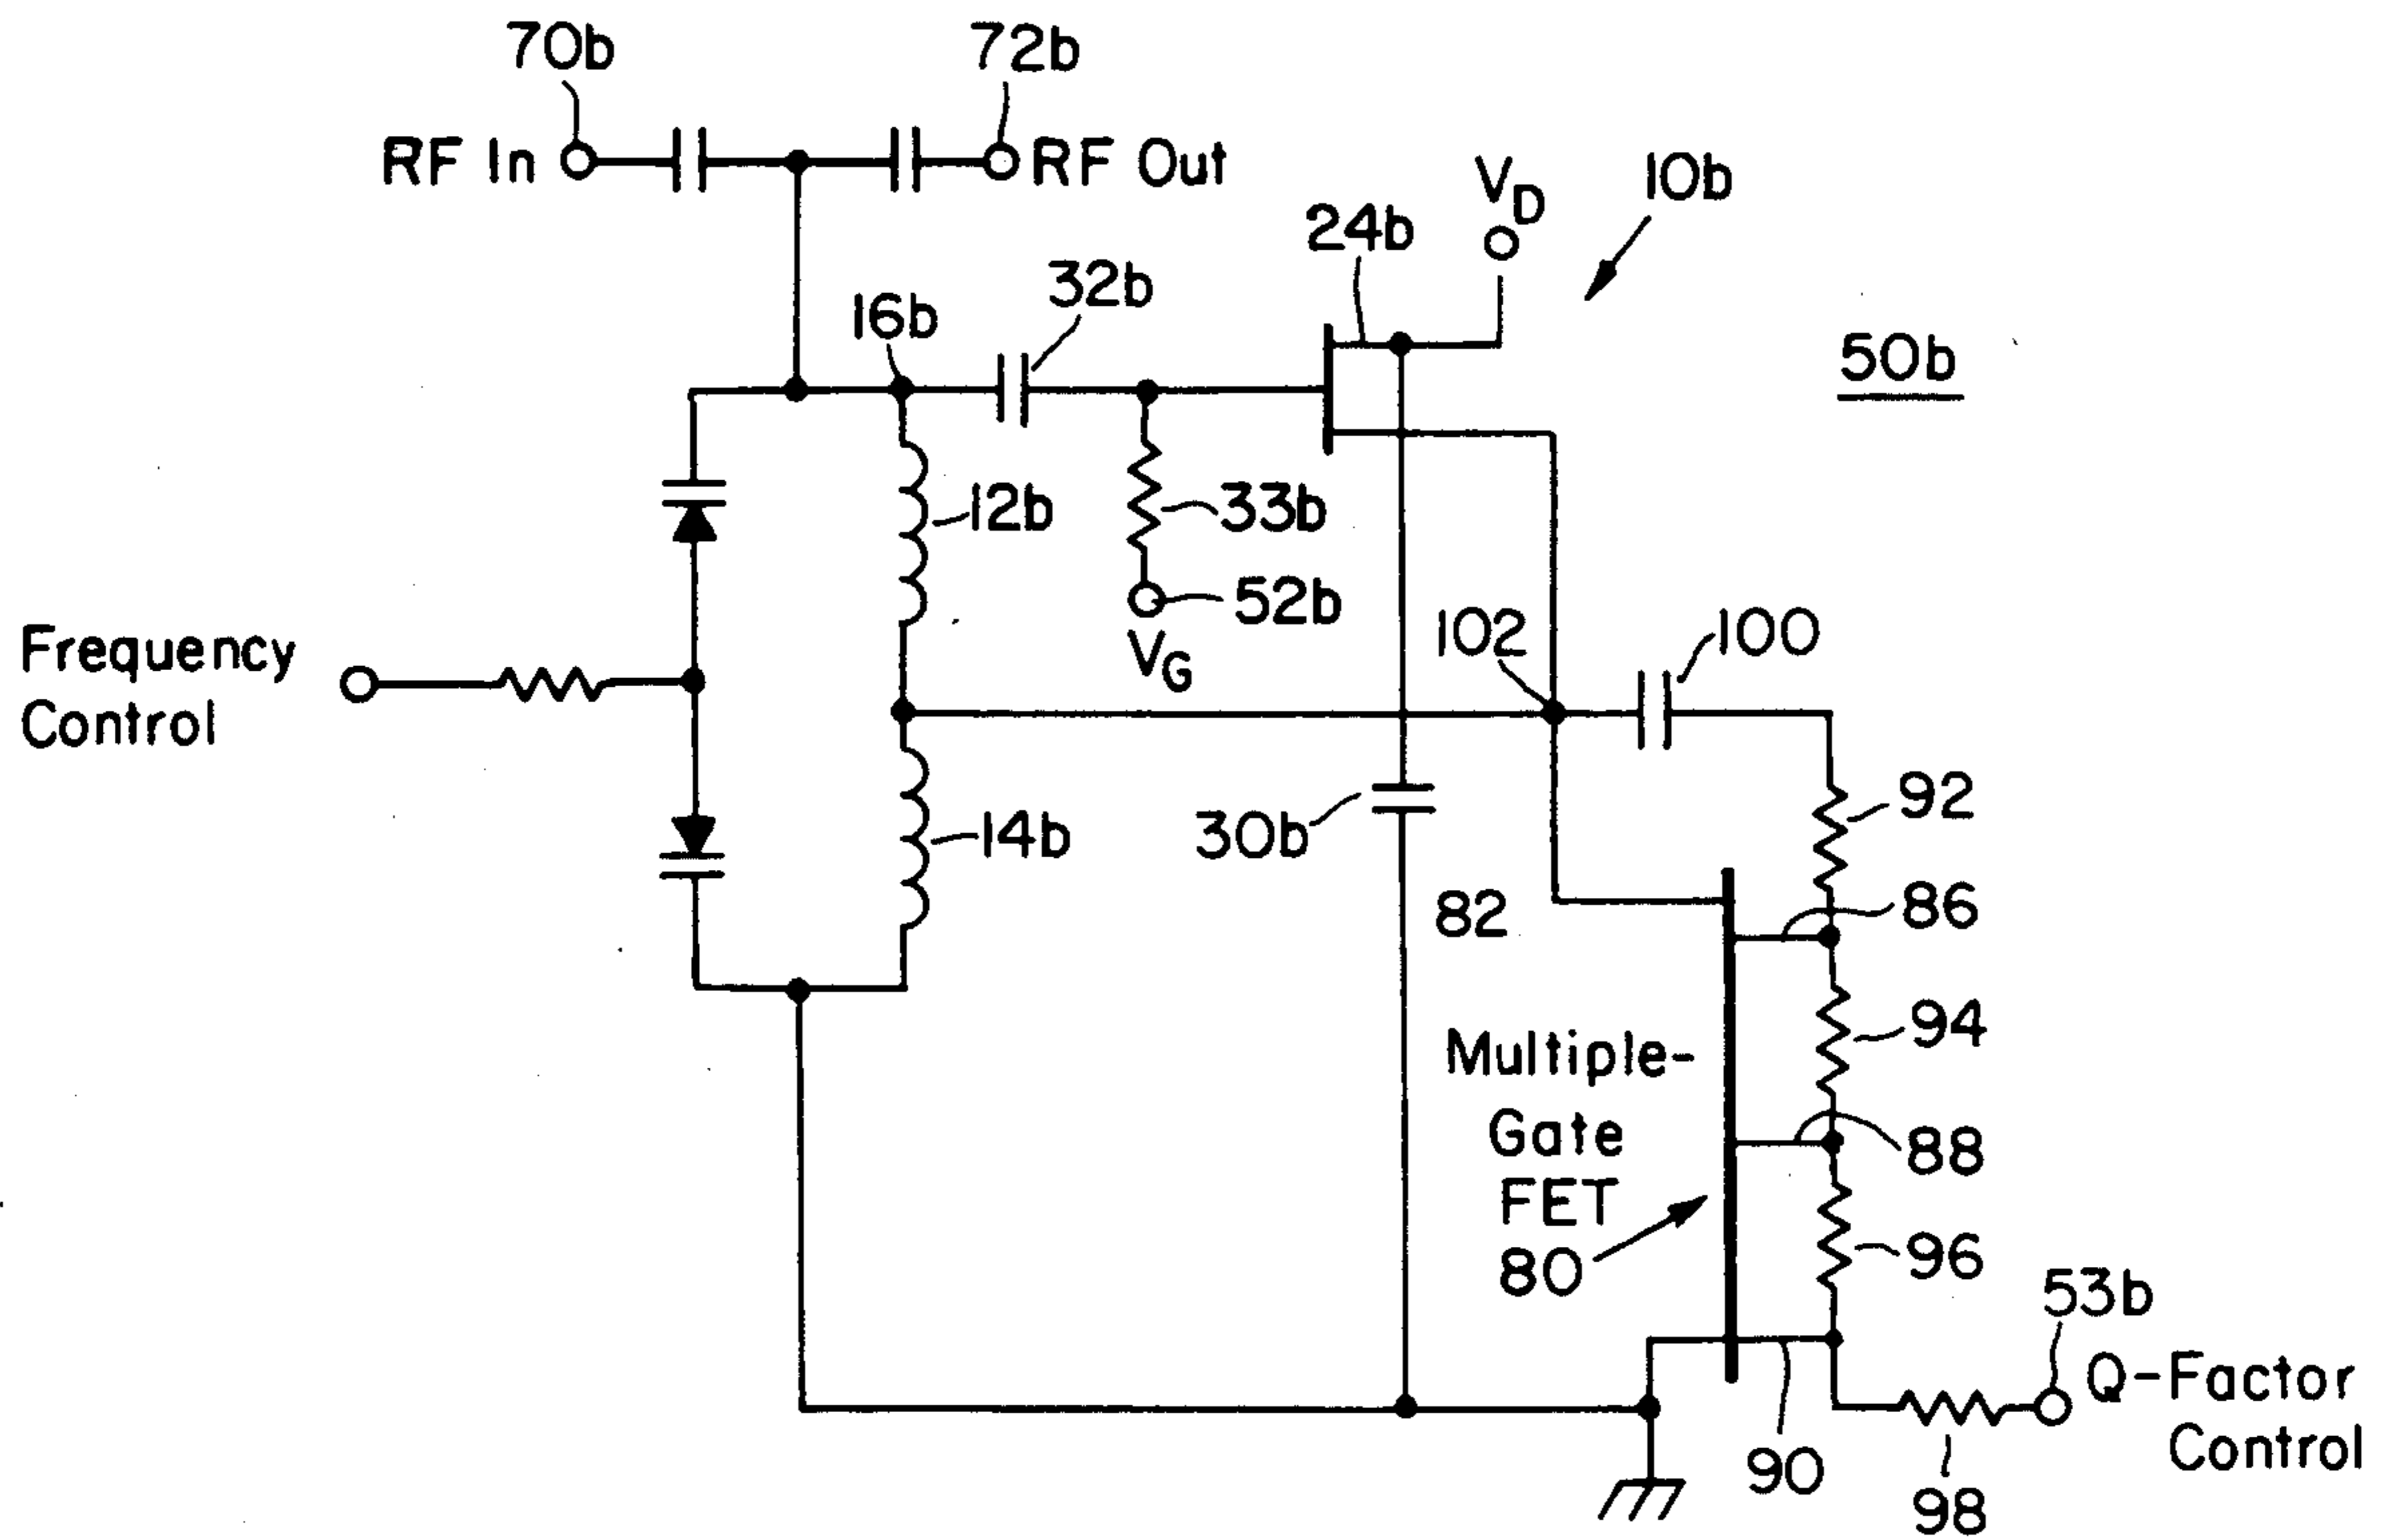 70b
72b
RF In
RF Out
10b
VD
24b
32b
16b
50b
12b
33b
52b
VG
Frequency
Control
102
100
92
14b
30b
82
86
94
Multiple-
Gate
FET
80
88
96
53b
Q-Factor
Control
90
98